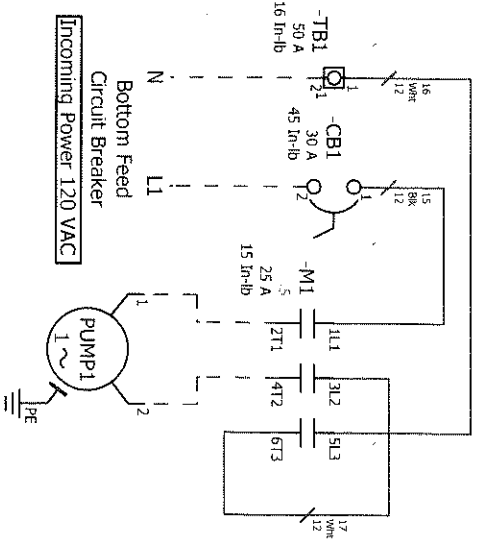 -TB1
50 A
16 In-lb
1
21
16
Wht
12
N
-CB1
30 A
45 In-lb
1
2
15
Blk
12
L1
Bottom Feed
Circuit Breaker
Incoming Power 120 VAC
-M1
25 A
15 In-lb
1L1
2T1
3L2
4T2
5L3
6T3
17
Wht
12
1
2
PUMP1
1 ~
PE